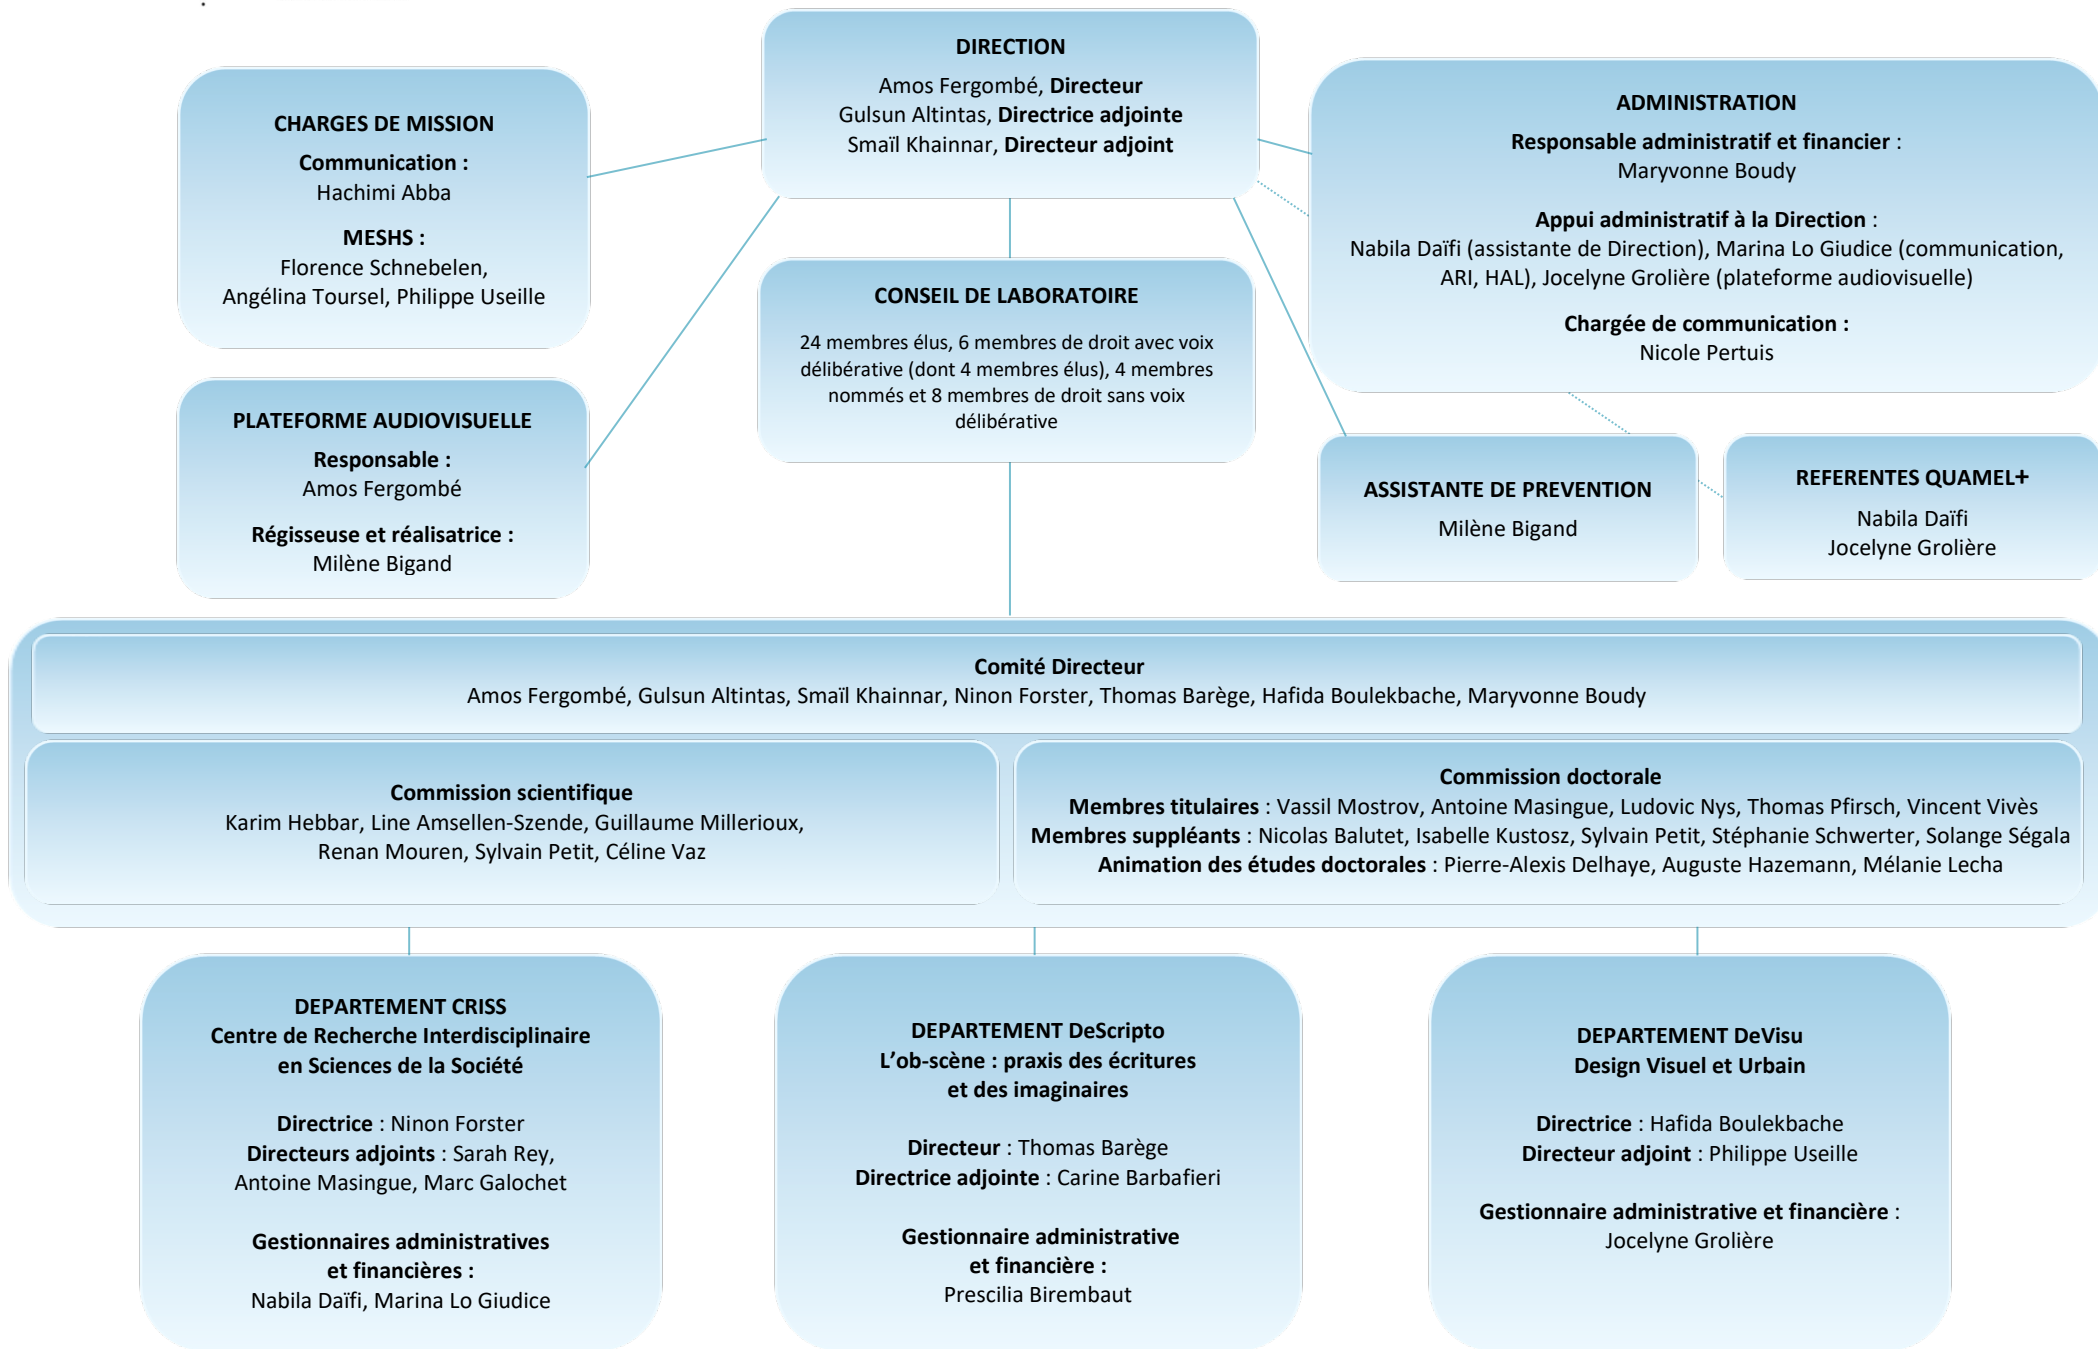 DIRECTION
Amos Fergombé, Directeur
Gulsun Altintas, Directrice adjointe
Smaïl Khainnar, Directeur adjoint
CHARGES DE MISSION
Communication :
Hachimi Abba
MESHS :
Florence Schnebelen,
Angélina Toursel, Philippe Useille
ADMINISTRATION
Responsable administratif et financier :
Maryvonne Boudy
Appui administratif à la Direction :
Nabila Daïfi (assistante de Direction), Marina Lo Giudice (communication,
ARI, HAL), Jocelyne Grolière (plateforme audiovisuelle)
Chargée de communication :
Nicole Pertuis
CONSEIL DE LABORATOIRE
24 membres élus, 6 membres de droit avec voix
délibérative (dont 4 membres élus), 4 membres
nommés et 8 membres de droit sans voix
délibérative
PLATEFORME AUDIOVISUELLE
Responsable :
Amos Fergombé
Régisseuse et réalisatrice :
Milène Bigand
ASSISTANTE DE PREVENTION
Milène Bigand
REFERENTES QUAMEL+
Nabila Daïfi
Jocelyne Grolière
Comité Directeur
Amos Fergombé, Gulsun Altintas, Smaïl Khainnar, Ninon Forster, Thomas Barège, Hafida Boulekbache, Maryvonne Boudy
Commission scientifique
Karim Hebbar, Line Amsellen-Szende, Guillaume Millerioux,
Renan Mouren, Sylvain Petit, Céline Vaz
Commission doctorale
Membres titulaires : Vassil Mostrov, Antoine Masingue, Ludovic Nys, Thomas Pfirsch, Vincent Vivès
Membres suppléants : Nicolas Balutet, Isabelle Kustosz, Sylvain Petit, Stéphanie Schwerter, Solange Ségala
Animation des études doctorales : Pierre-Alexis Delhaye, Auguste Hazemann, Mélanie Lecha
DEPARTEMENT CRISS
Centre de Recherche Interdisciplinaire
en Sciences de la Société
Directrice : Ninon Forster
Directeurs adjoints : Sarah Rey,
Antoine Masingue, Marc Galochet
Gestionnaires administratives
et financières :
Nabila Daïfi, Marina Lo Giudice
DEPARTEMENT DeScripto
L'ob-scène : praxis des écritures
et des imaginaires
Directeur : Thomas Barège
Directrice adjointe : Carine Barbafieri
Gestionnaire administrative
et financière :
Prescilia Birembaut
DEPARTEMENT DeVisu
Design Visuel et Urbain
Directrice : Hafida Boulekbache
Directeur adjoint : Philippe Useille
Gestionnaire administrative et financière :
Jocelyne Grolière